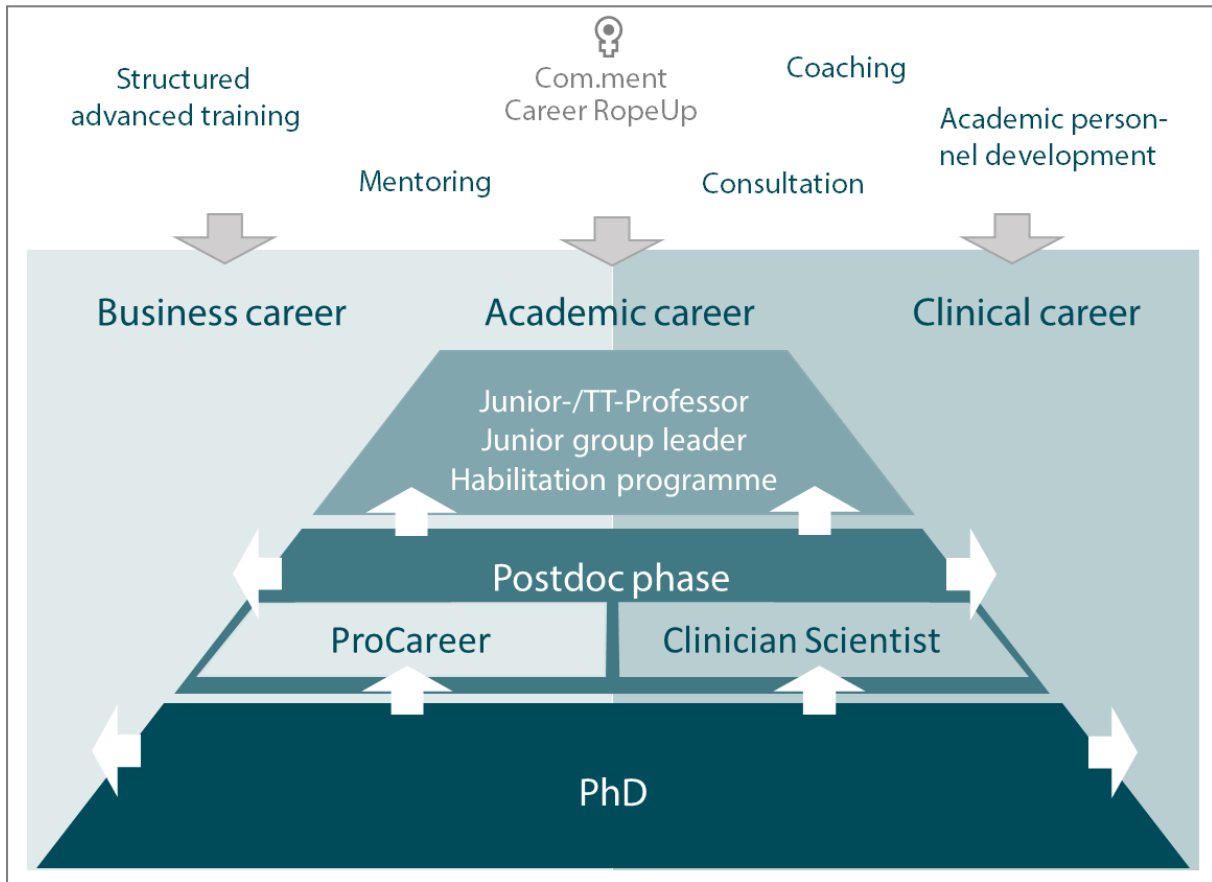 Structured
advanced training
Com.ment
Career RopeUp
Coaching
Academic person-
nel development
Mentoring
Consultation
Business career
Academic career
Clinical career
Junior-/TT-Professor
Junior group leader
Habilitation programme
Postdoc phase
ProCareer
Clinician Scientist
PhD